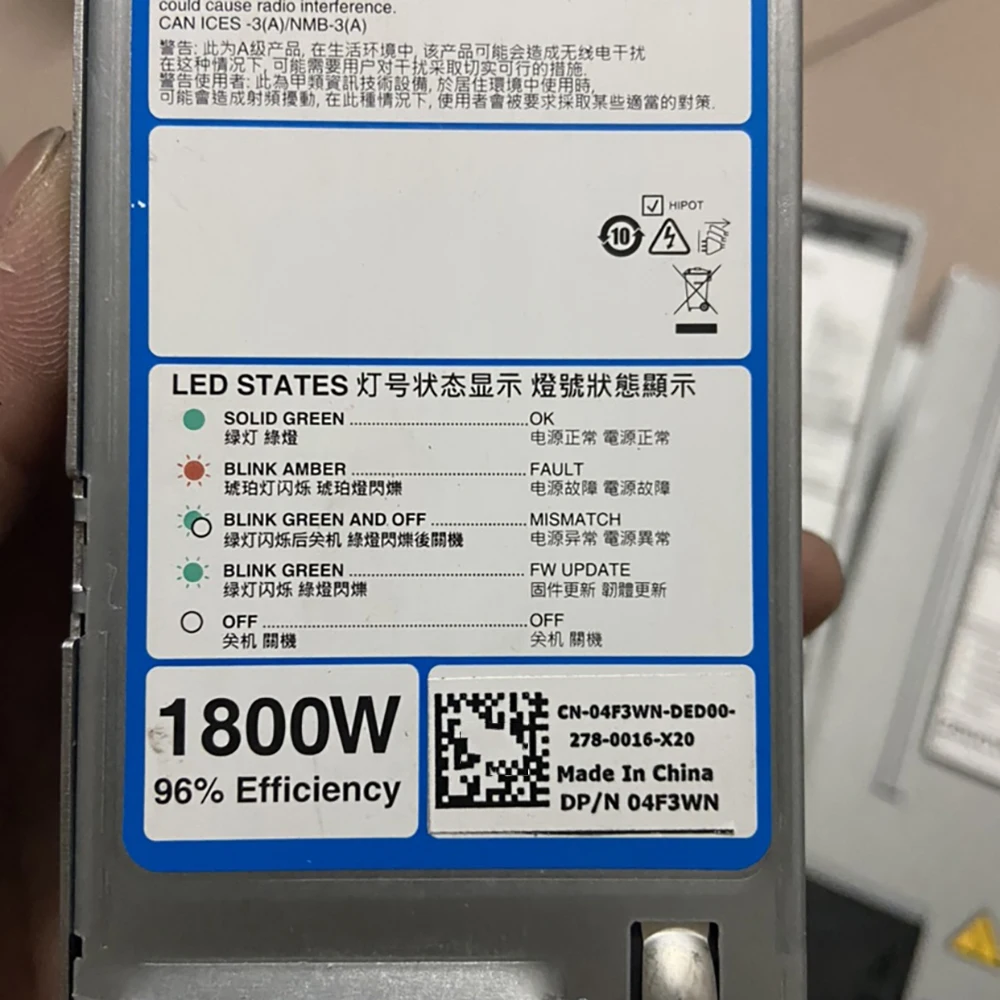 could cause radio interference.
CAN ICES -3(A)/NMB-3(A)
警告: 此为A级产品, 在生活环境中, 该产品可能会造成无线电干扰
在这种情况下, 可能需要用户对干扰采取切实可行的措施.
警告使用者: 此為甲類資訊技術設備, 於居住環境中使用時,
可能會造成射頻擾動, 在此種情況下, 使用者會被要求採取某些適當的對策.
HIPOT
10
LED STATES 灯号状态显示 燈號狀態顯示
SOLID GREEN ........................................ OK
绿灯 綠燈 电源正常 電源正常
BLINK AMBER ....................................... FAULT
琥珀灯闪烁 琥珀燈閃爍 电源故障 電源故障
BLINK GREEN AND OFF ..................... MISMATCH
绿灯闪烁后关机 綠燈閃爍後關機 电源异常 電源異常
BLINK GREEN ........................................ FW UPDATE
绿灯闪烁 綠燈閃爍 固件更新 韌體更新
OFF ........................................................... OFF
关机 關機 关机 關機
1800W
96% Efficiency
CN-04F3WN-DED00-
278-0016-X20
Made In China
DP/N 04F3WN